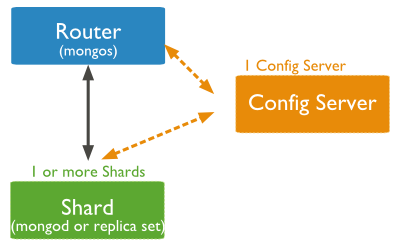 Router
(mongos)
1 Config Server
Config Server
1 or more Shards
Shard
(mongod or replica set)